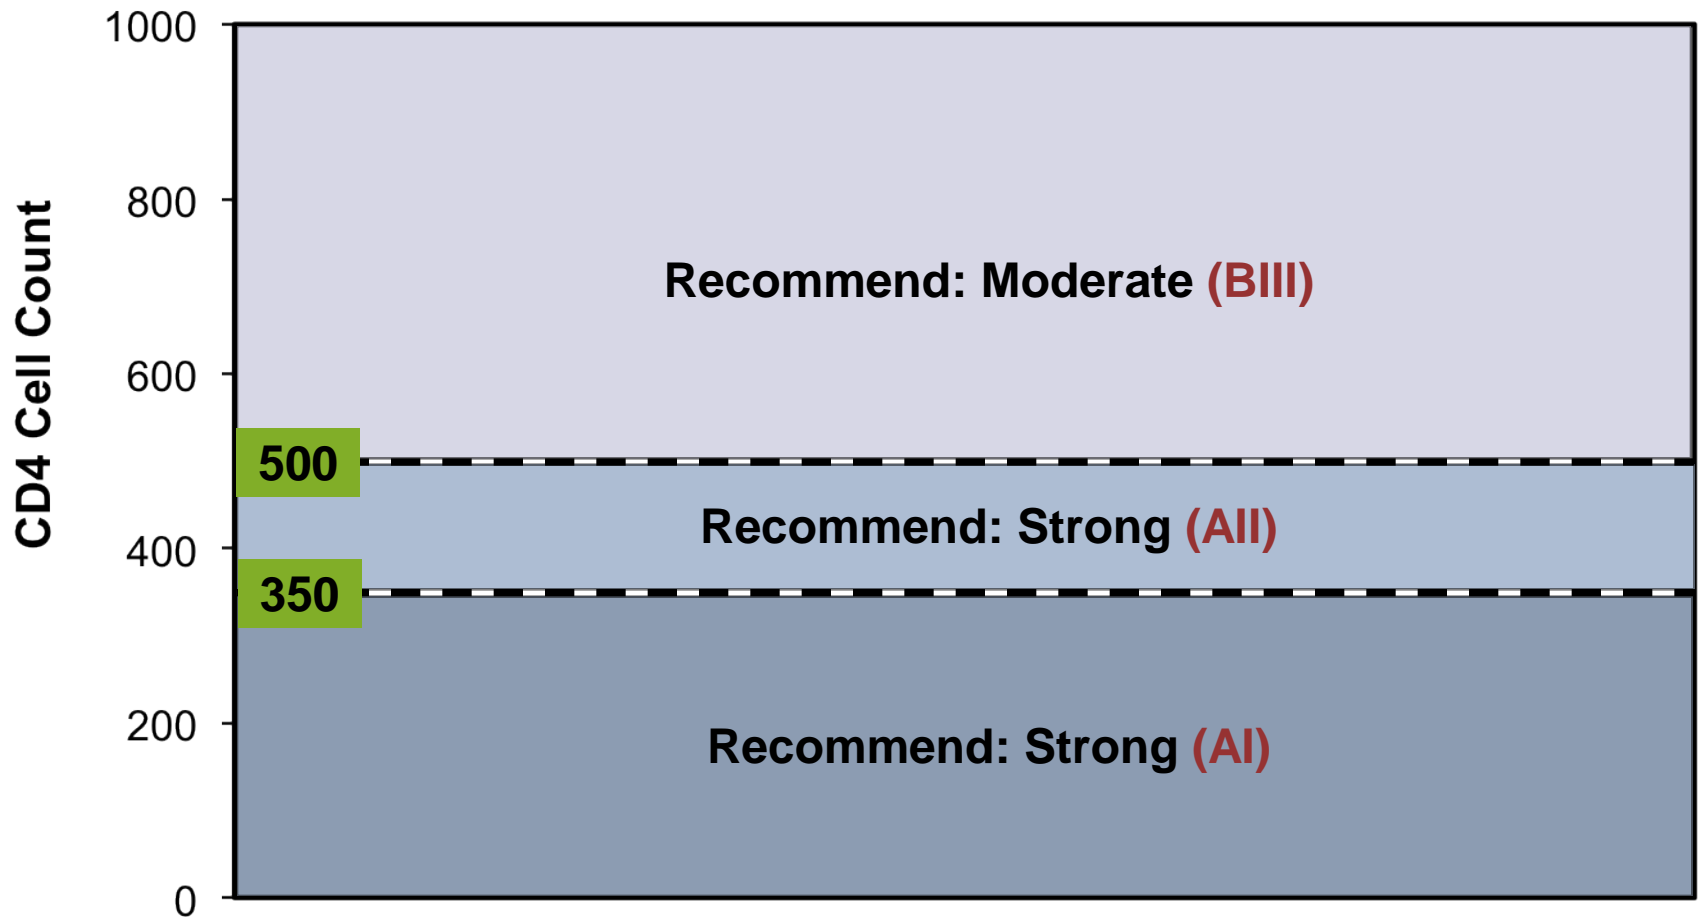 1000
800
600
400
200
0
CD4 Cell Count
500
350
Recommend: Moderate (BIII)
Recommend: Strong (AII)
Recommend: Strong (AI)